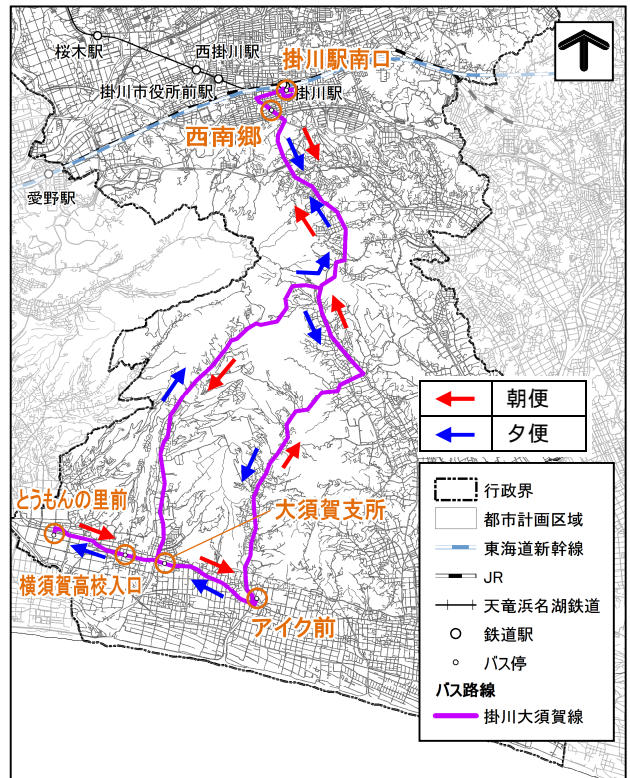 桜木駅
西掛川駅
掛川駅南口
掛川市役所前駅
掛川駅
西南郷
愛野駅
朝便
夕便
とうもんの里前
大須賀支所
横須賀高校入口
アイク前
行政界
都市計画区域
東海道新幹線
JR
天竜浜名湖鉄道
鉄道駅
バス停
バス路線
掛川大須賀線